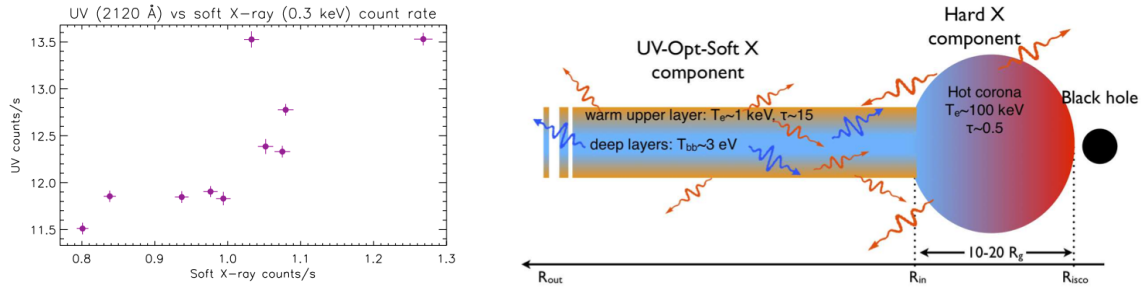 UV (2120 Å) vs soft X-ray (0.3 keV) count rate
13.5
13.0
12.5
12.0
11.5
UV counts/s
0.8
0.9
1.0
1.1
1.2
1.3
Soft X-ray counts/s
UV-Opt-Soft X
component
Hard X
component
Black hole
warm upper layer: Te~1 keV, τ~15
deep layers: Tbb~3 eV
Hot corona
Te~100 keV
τ~0.5
10-20 Rg
Rout
Rin
Risco